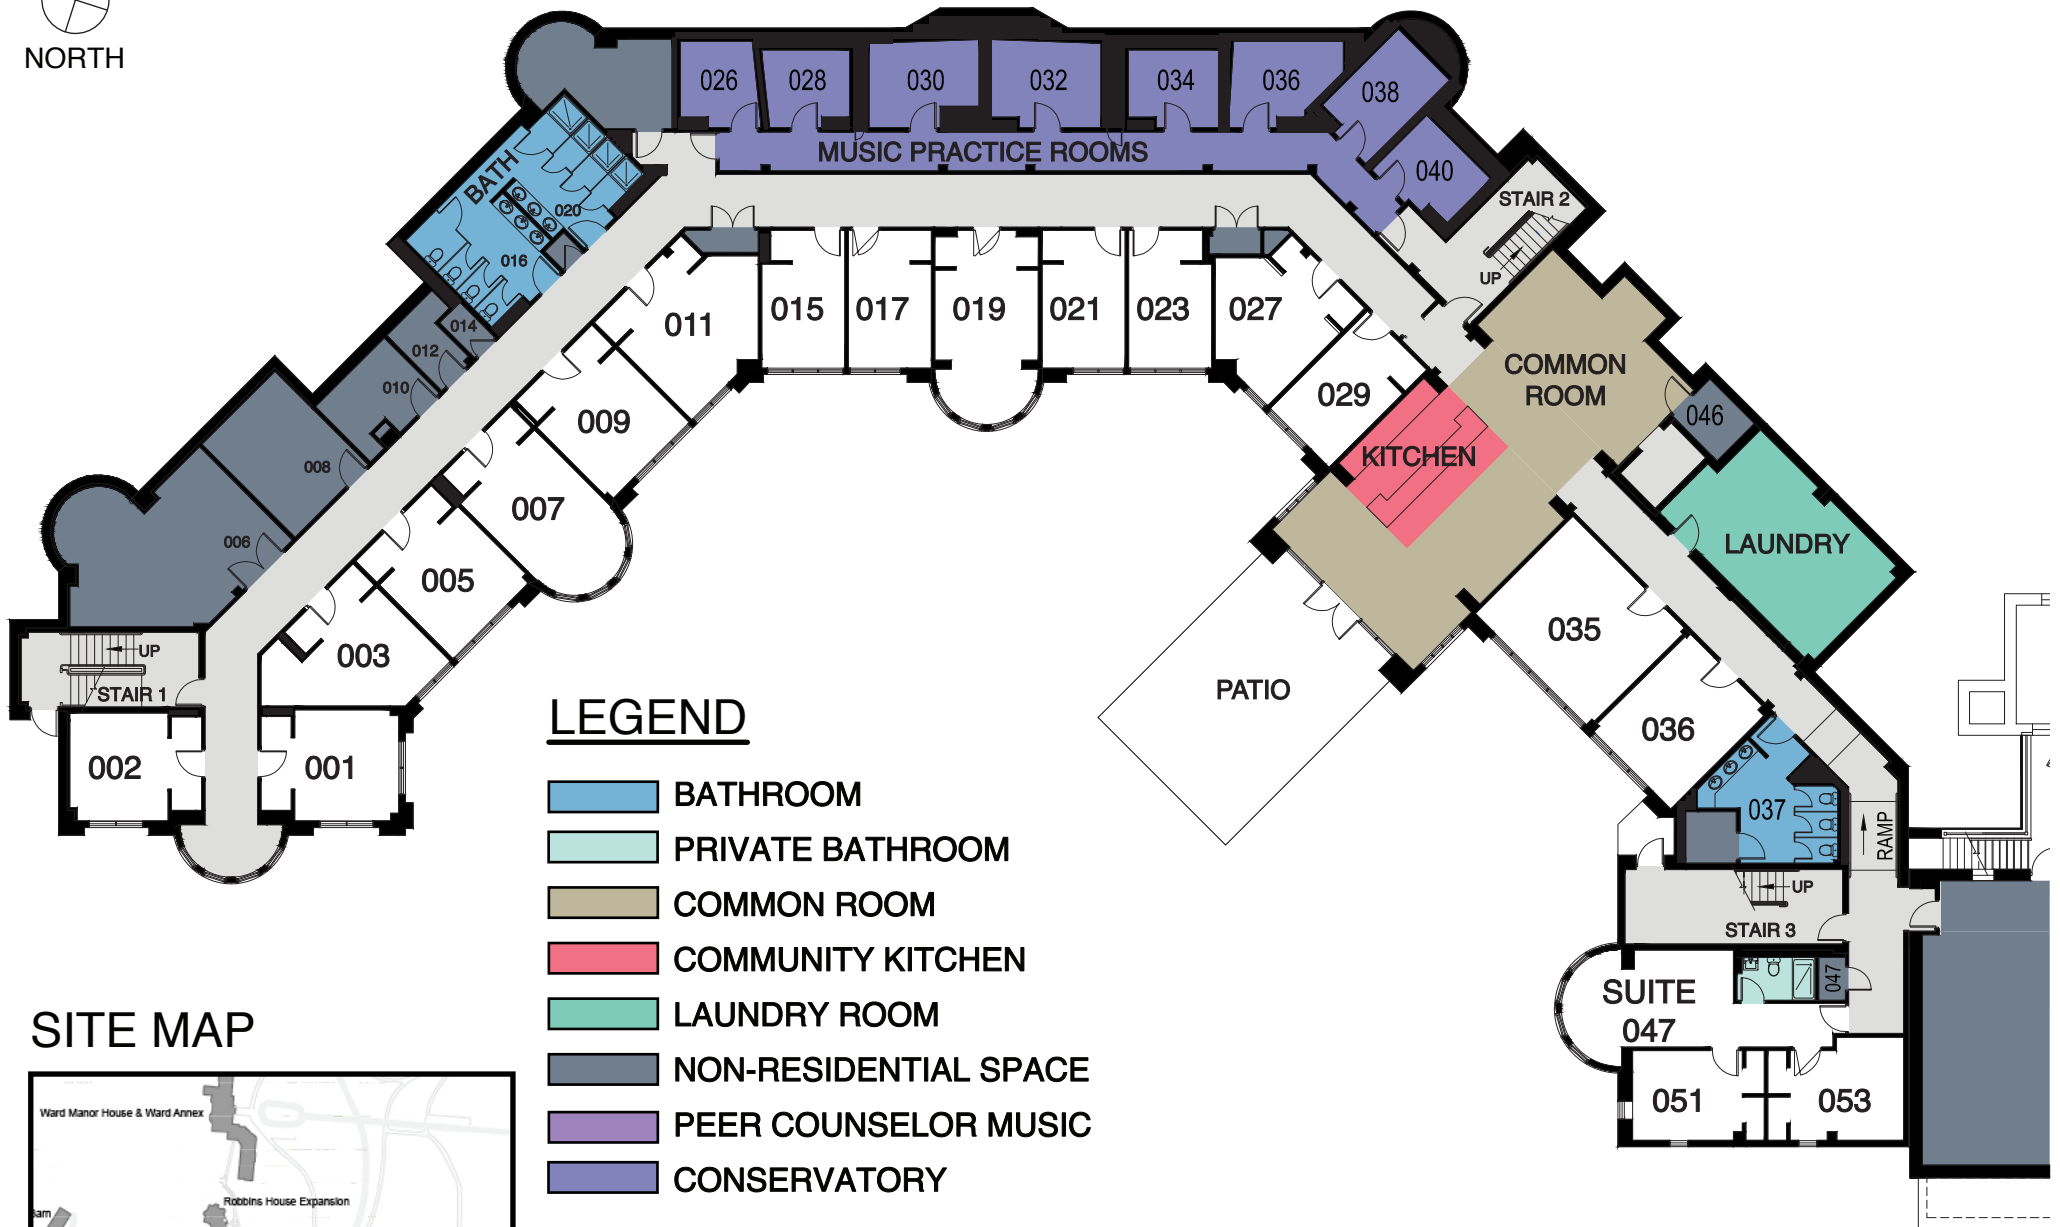 NORTH
026
028
030
032
034
036
038
040
MUSIC PRACTICE ROOMS
BATH
020
016
STAIR 2
UP
014
012
010
008
006
011
015
017
019
021
023
027
029
009
007
005
003
COMMON
ROOM
046
KITCHEN
LAUNDRY
035
036
PATIO
UP
STAIR 1
002
001
037
RAMP
UP
STAIR 3
SUITE
047
047
051
053
LEGEND
BATHROOM
PRIVATE BATHROOM
COMMON ROOM
COMMUNITY KITCHEN
LAUNDRY ROOM
NON-RESIDENTIAL SPACE
PEER COUNSELOR MUSIC
CONSERVATORY
SITE MAP
Ward Manor House & Ward Annex
Robbins House Expansion